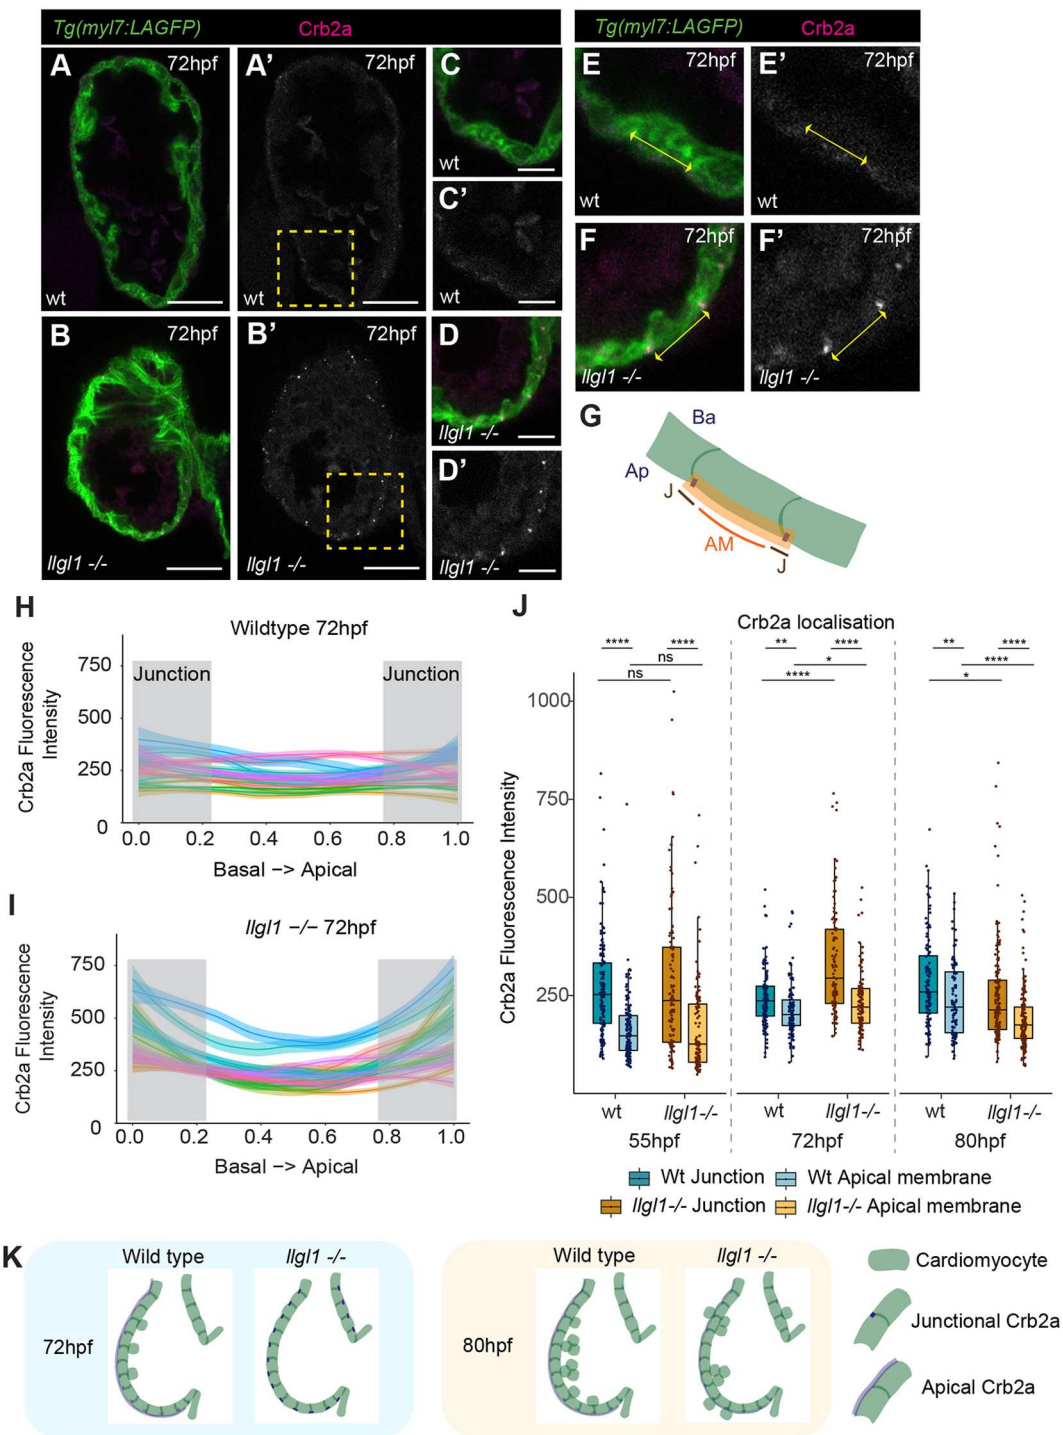 Tg(myl7:LAGFP) Crb2a
A 72hpf wt
A’ 72hpf wt
C wt
C’ wt
B 72hpf llgl1 -/-
B’ 72hpf
llgl1 -/-
D llgl1 -/-
D’ llgl1 -/-
Tg(myl7:LAGFP) Crb2a
E 72hpf wt
E’ 72hpf wt
F 72hpf llgl1 -/-
F’ 72hpf llgl1 -/-
G
Ba
Ap
J
AM
J
H
Wildtype 72hpf
Crb2a Fluorescence
Intensity
750
500
250
0
Junction Junction
0.0 0.2 0.4 0.6 0.8 1.0
Basal −> Apical
I
llgl1 −/− 72hpf
Crb2a Fluorescence
Intensity
750
500
250
0
0.0 0.2 0.4 0.6 0.8 1.0
Basal −> Apical
J
Crb2a localisation
**** **** ** **** ** ****
ns * ****
ns **** *
Crb2a Fluorescence Intensity
1000
750
500
250
wt llgl1-/- wt llgl1-/- wt llgl1-/-
55hpf 72hpf 80hpf
Wt Junction Wt Apical membrane
llgl1-/- Junction llgl1-/- Apical membrane
K
Wild type llgl1 -/-
72hpf
Wild type llgl1 -/-
80hpf
Cardiomyocyte
Junctional Crb2a
Apical Crb2a